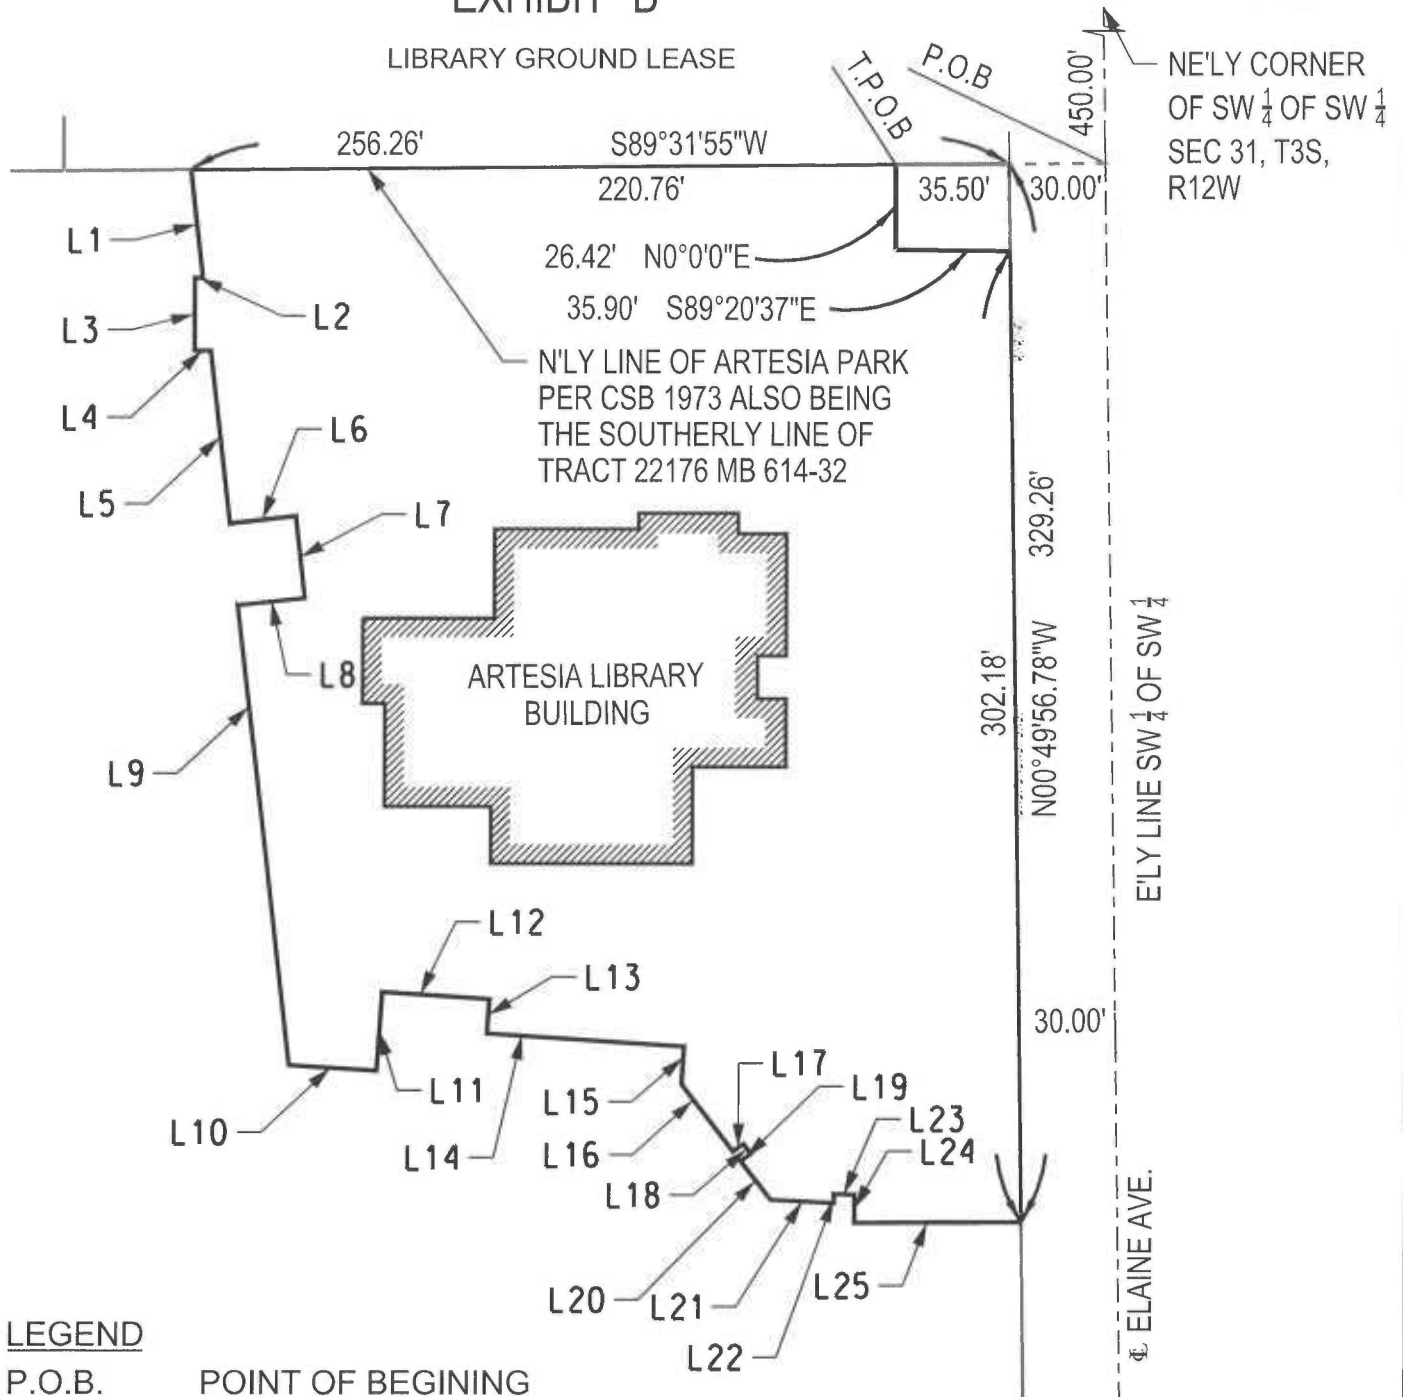 EXHIBIT "B"
LIBRARY GROUND LEASE
T.P.O.B
P.O.B
450.00'
NE'LY CORNER
OF SW 1/4 OF SW 1/4
SEC 31, T3S,
R12W
256.26' S89°31'55"W
220.76' 35.50' 30.00'
L1
26.42' N0°0'0"E
35.90' S89°20'37"E
L2
L3
N'LY LINE OF ARTESIA PARK
PER CSB 1973 ALSO BEING
THE SOUTHERLY LINE OF
TRACT 22176 MB 614-32
L4
L6
L5
L7
329.26'
N00°49'56.78"W
302.18'
E'LY LINE SW 1/4 OF SW 1/4
L8
ARTESIA LIBRARY
BUILDING
L9
L12
L13
30.00'
L11
L10
L14
L15
L16
L17
L19
L18
L23
L24
L20
L21
L22
L25
℄ ELAINE AVE.
LEGEND
P.O.B. POINT OF BEGINING